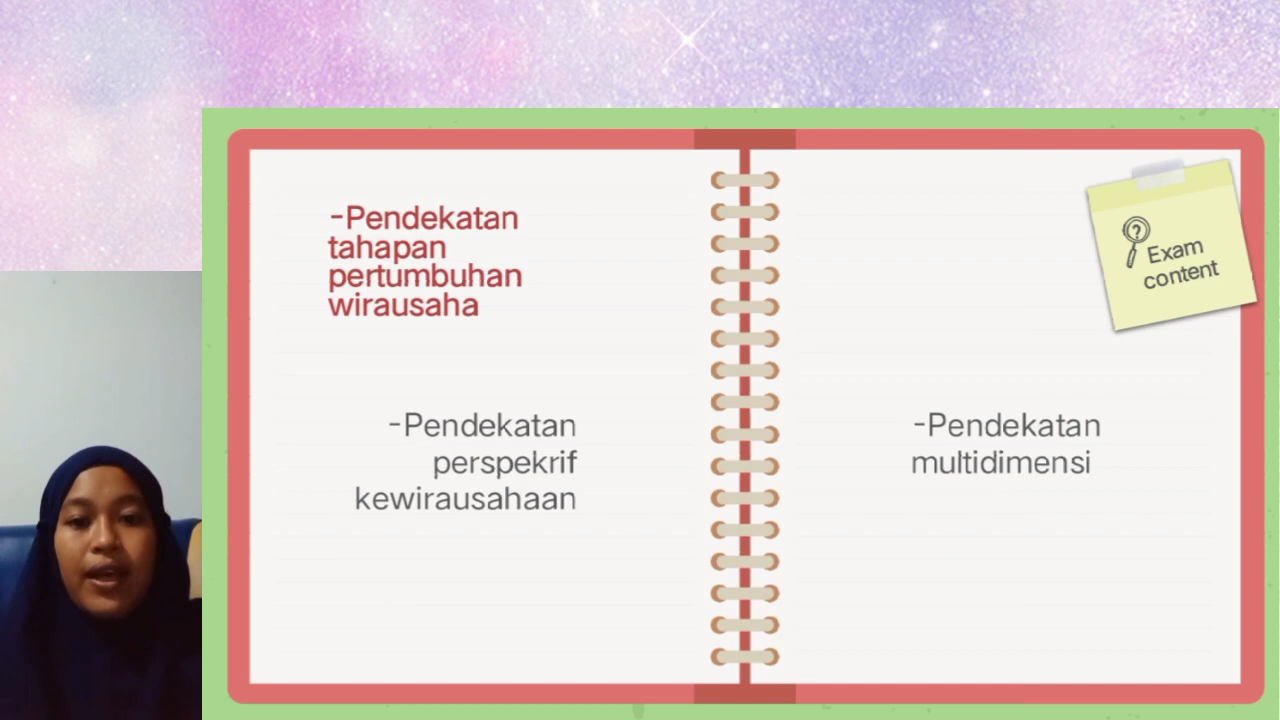 -Pendekatan
tahapan
pertumbuhan
wirausaha
-Pendekatan
perspekrif
kewirausahaan
-Pendekatan
multidimensi
Exam
content